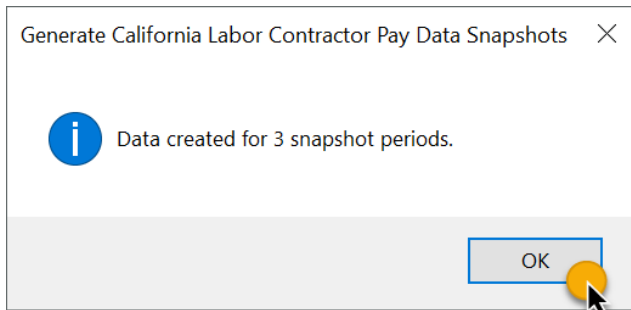 Generate California Labor Contractor Pay Data Snapshots
Data created for 3 snapshot periods.
OK